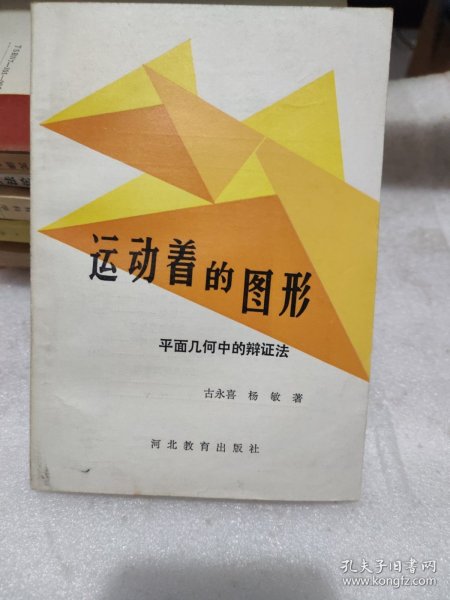 运动着的图形
平面几何中的辩证法
古永喜 杨敏 著
河北教育出版社
孔夫子旧书网
www.kongfz.com